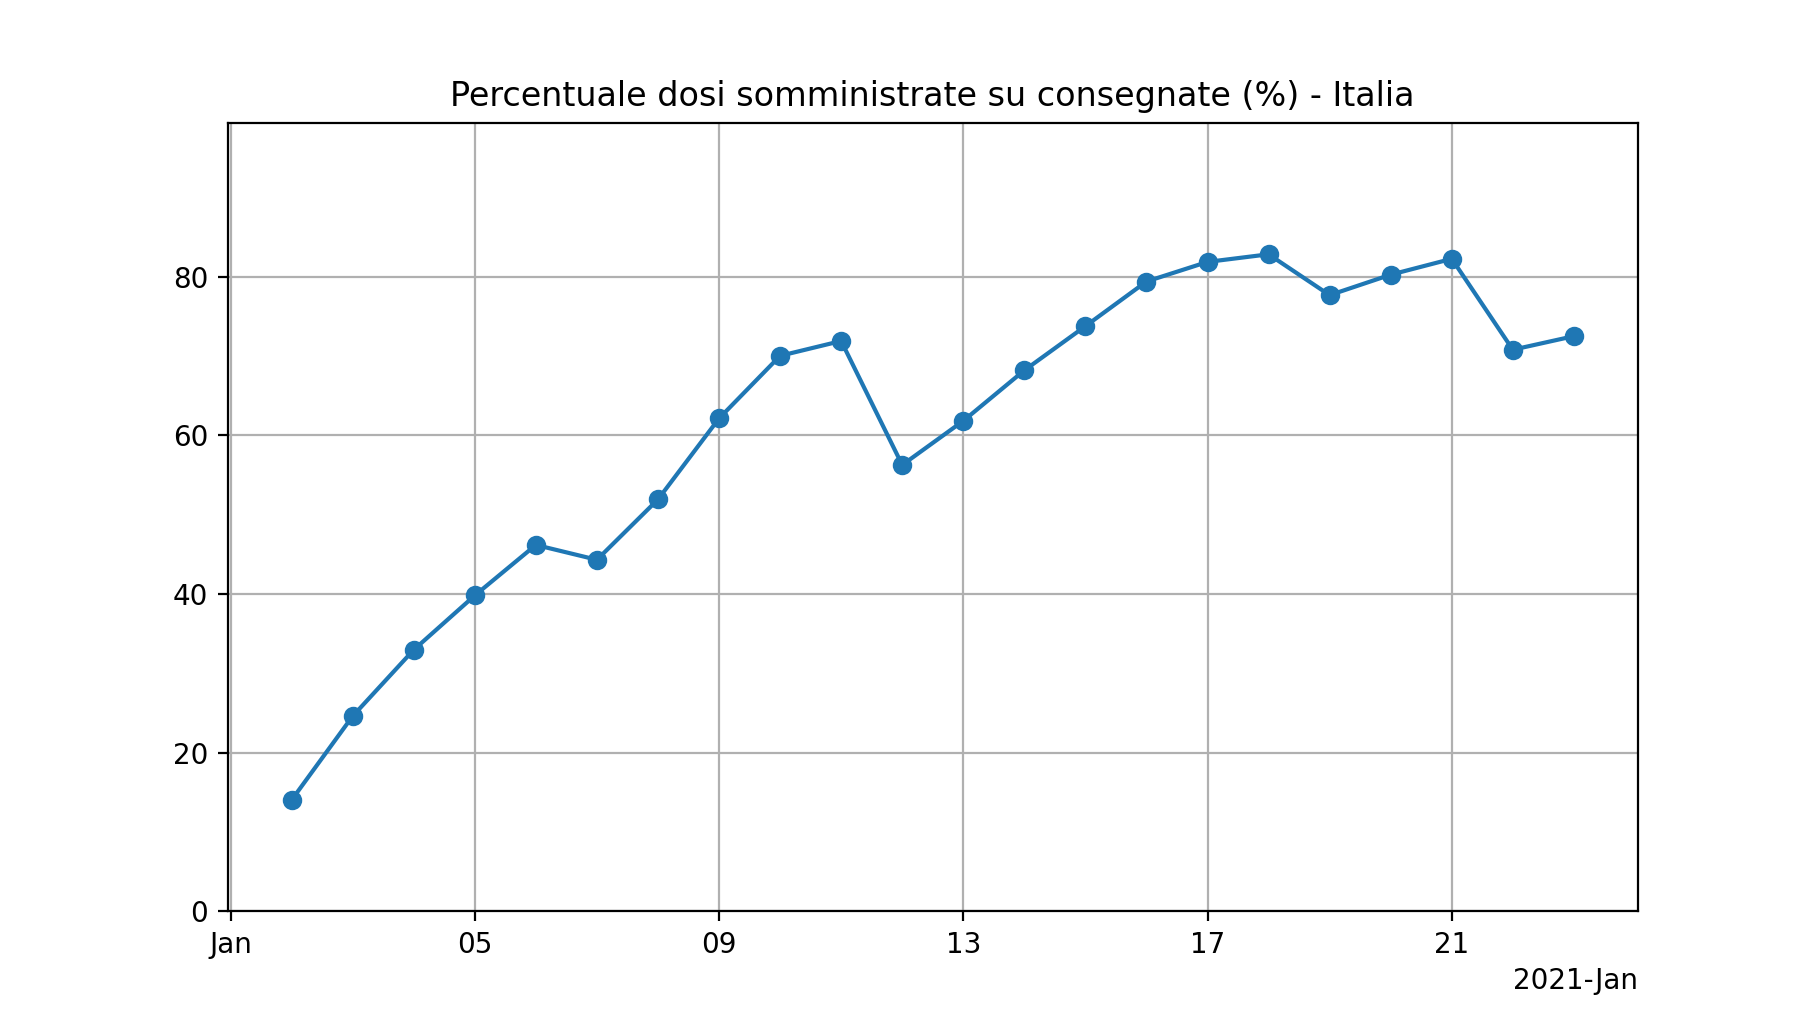 Percentuale dosi somministrate su consegnate (%) - Italia
80
60
40
20
0
Jan 05 09 13 17 21
2021-Jan